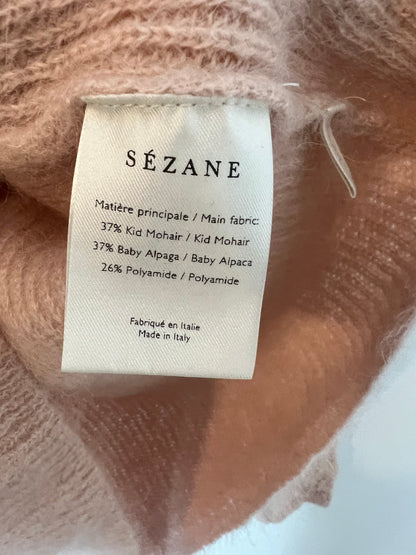 SÉZANE
Matière principale / Main fabric:
37% Kid Mohair / Kid Mohair
37% Baby Alpaga / Baby Alpaca
26% Polyamide / Polyamide
Fabriqué en Italie
Made in Italy